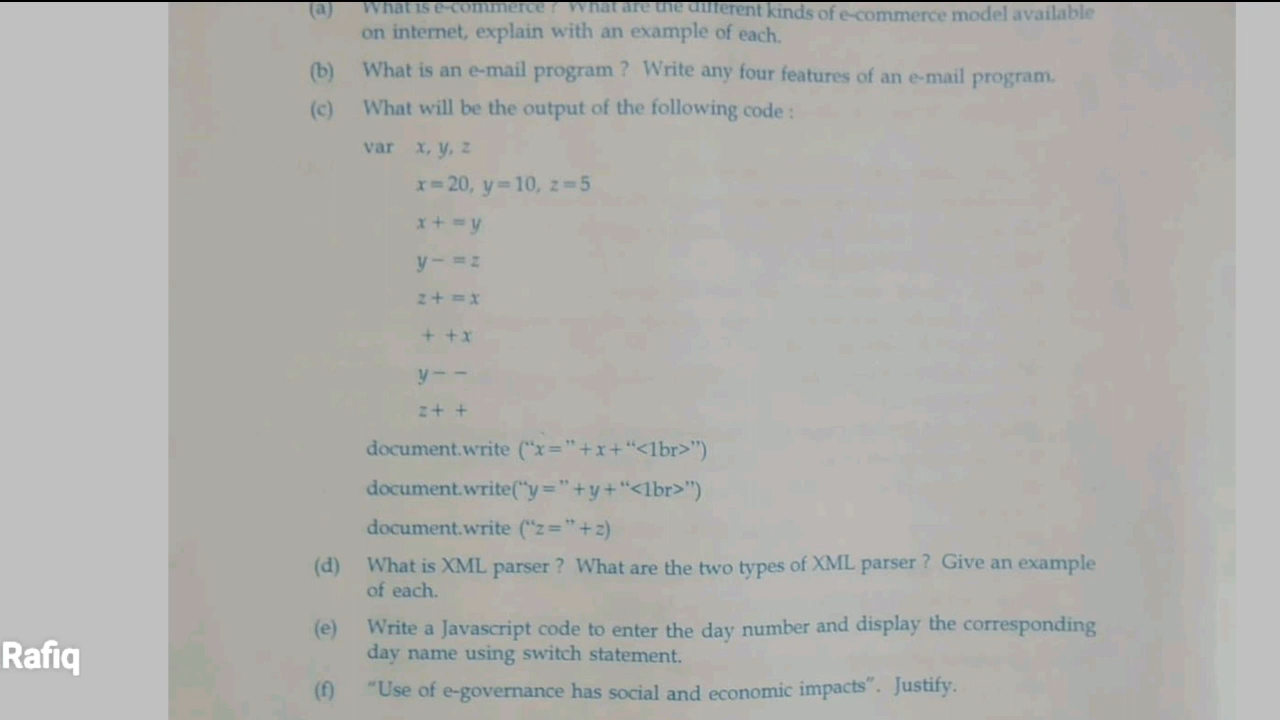 (a) What is e-commerce ? What are the different kinds of e-commerce model available
on internet, explain with an example of each.
(b) What is an e-mail program ? Write any four features of an e-mail program.
(c) What will be the output of the following code :
var x, y, z
x=20, y=10, z=5
x+ =y
y- =z
z+ =x
+ +x
y- -
z+ +
document.write ("x="+x+"<1br>")
document.write("y="+y+"<1br>")
document.write ("z="+z)
(d) What is XML parser ? What are the two types of XML parser ? Give an example
of each.
(e) Write a Javascript code to enter the day number and display the corresponding
day name using switch statement.
Rafiq
(f) "Use of e-governance has social and economic impacts". Justify.